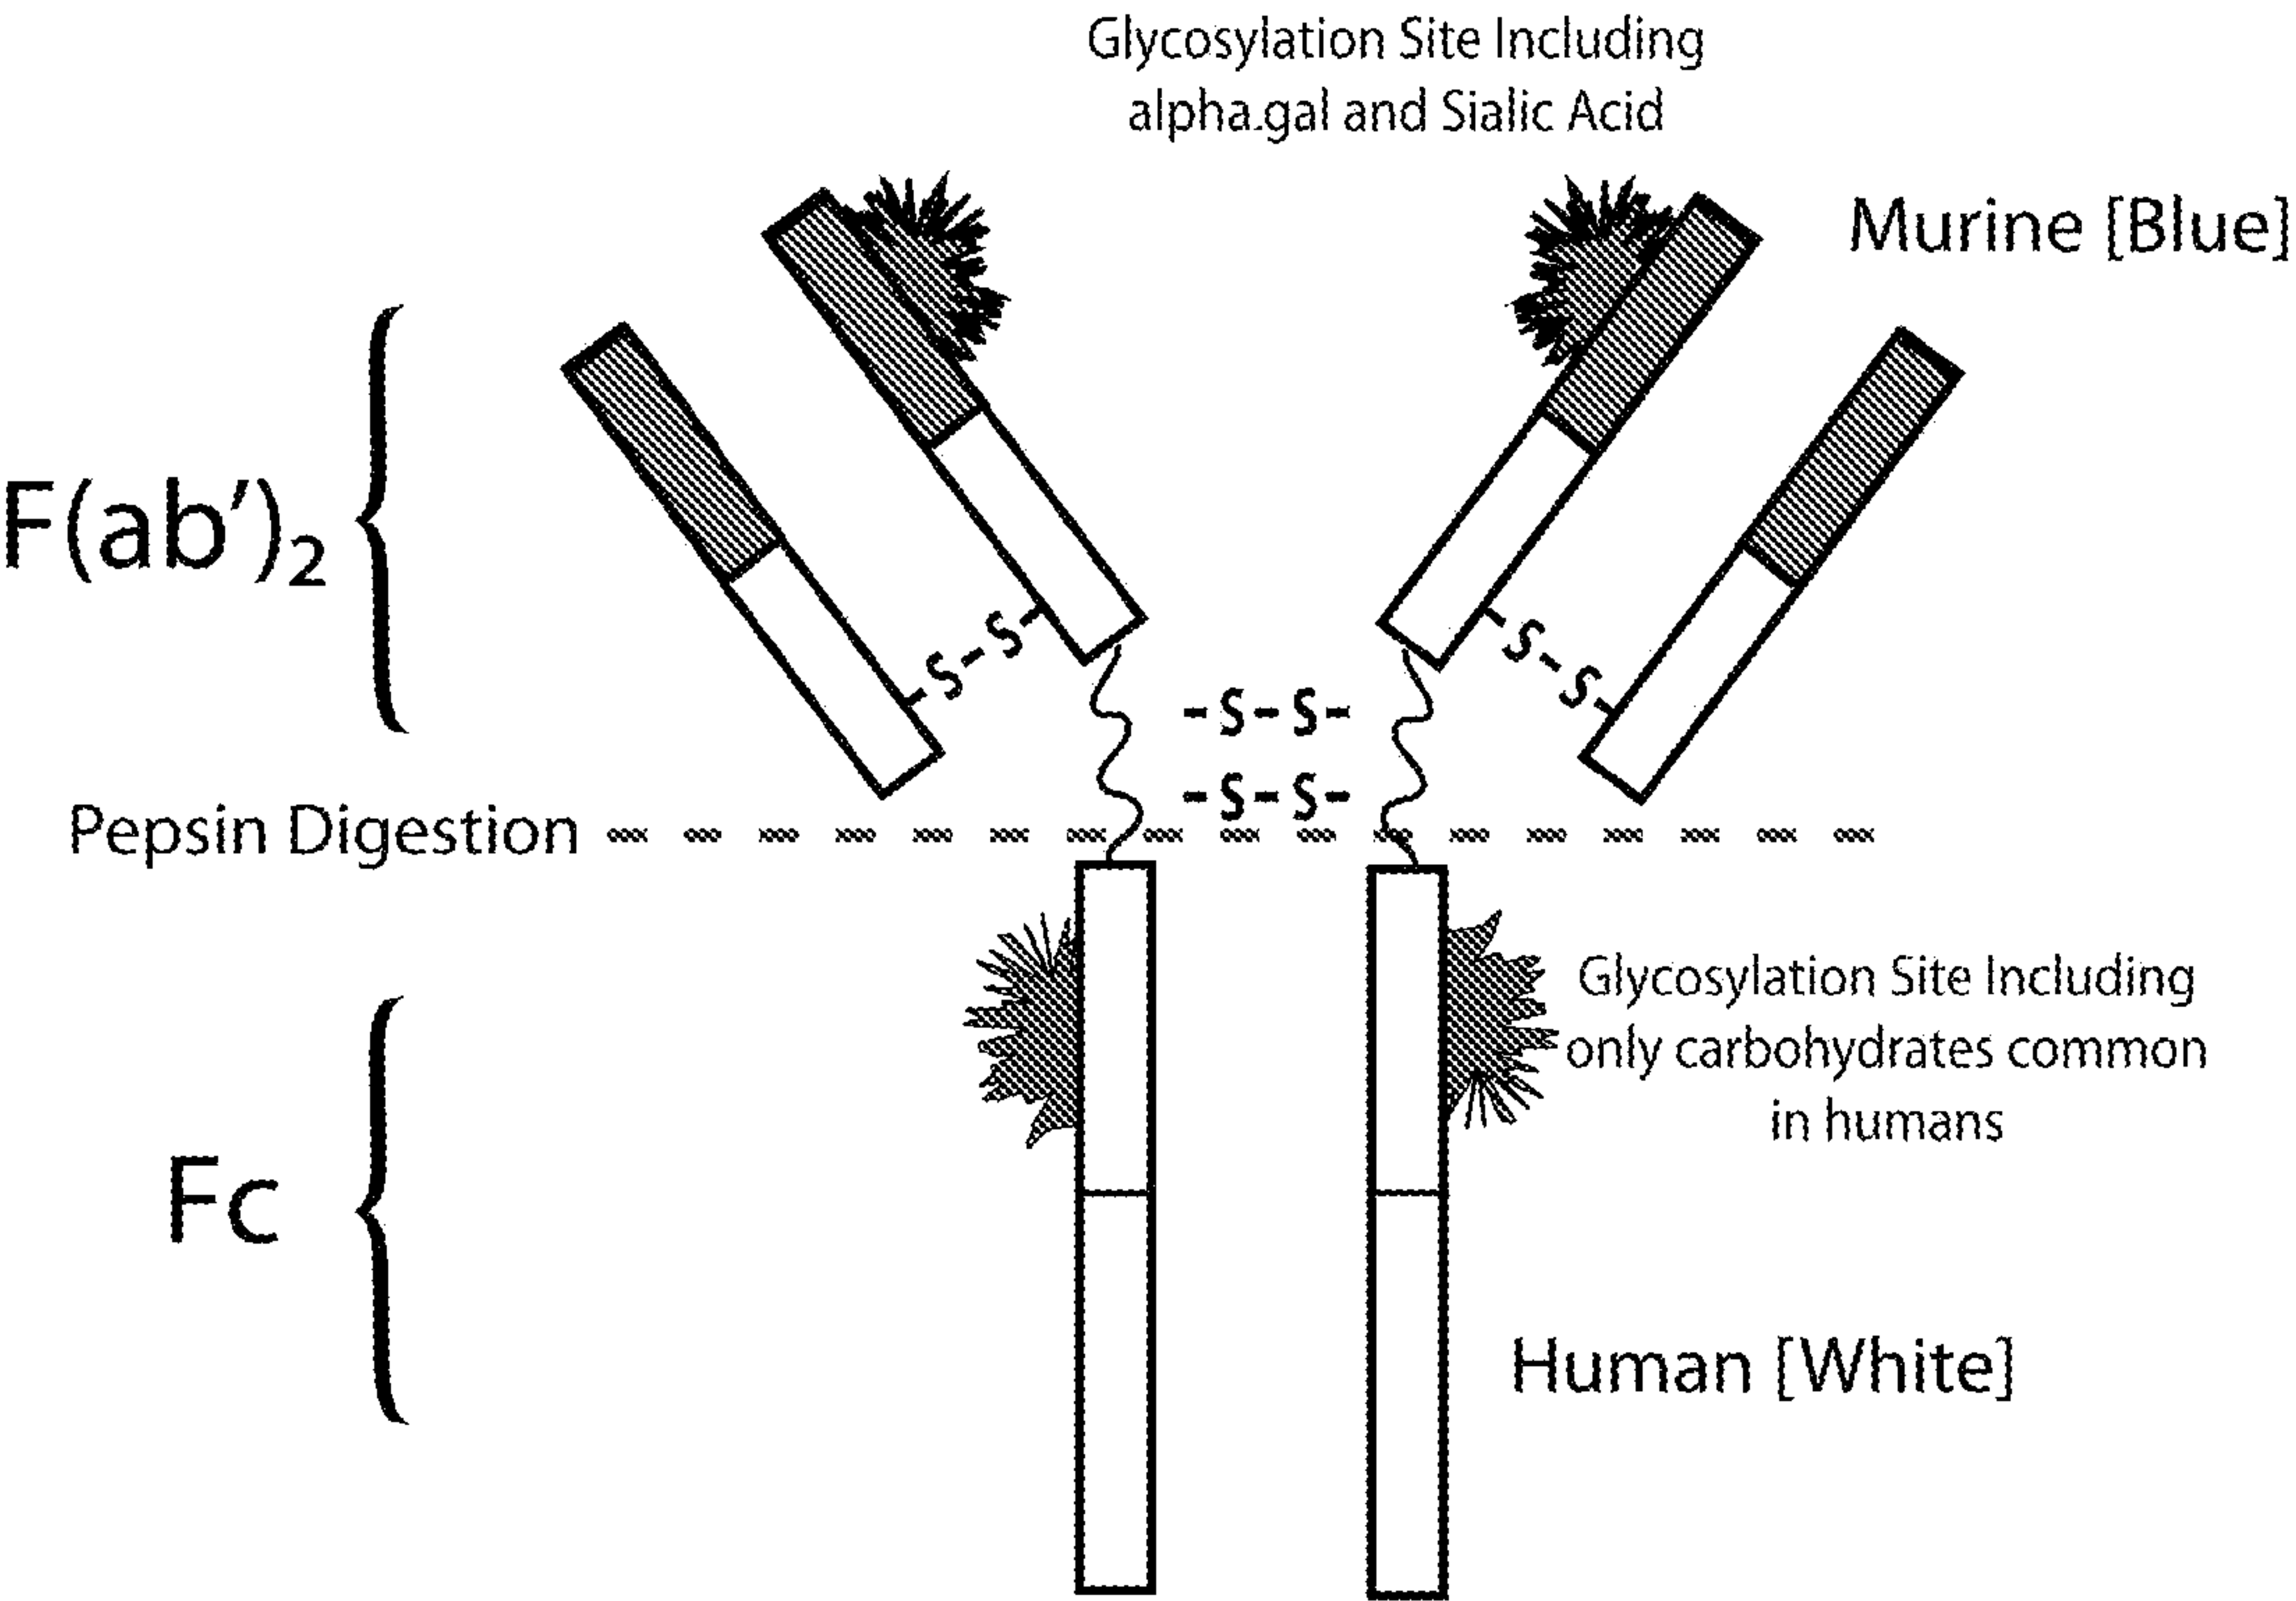 Glycosylation Site Including
alpha-gal and Sialic Acid
Murine [Blue]
F(ab′)₂
-S-S-
-S-S-
-S-S-
-S-S-
Pepsin Digestion
Glycosylation Site Including
only carbohydrates common
in humans
Fc
Human [White]